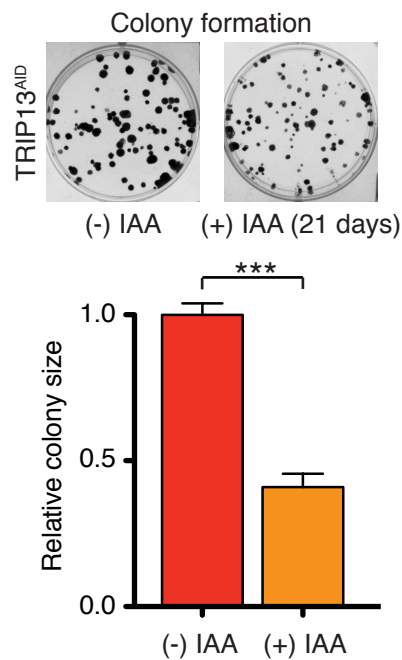 Colony formation
TRIP13AID
(-) IAA (+) IAA (21 days)
***
Relative colony size
1.0
0.5
0.0
(-) IAA (+) IAA